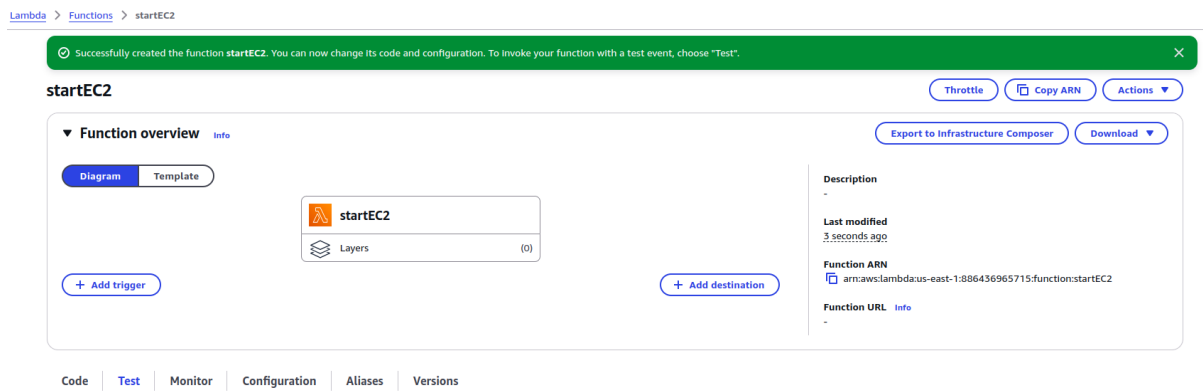 Lambda > Functions > startEC2
Successfully created the function startEC2. You can now change its code and configuration. To invoke your function with a test event, choose "Test".
startEC2
Throttle
Copy ARN
Actions
Function overview Info
Export to Infrastructure Composer
Download
Diagram
Template
startEC2
Layers
(0)
+ Add trigger
+ Add destination
Description
-
Last modified
3 seconds ago
Function ARN
arn:aws:lambda:us-east-1:886436965715:function:startEC2
Function URL Info
-
Code
Test
Monitor
Configuration
Aliases
Versions